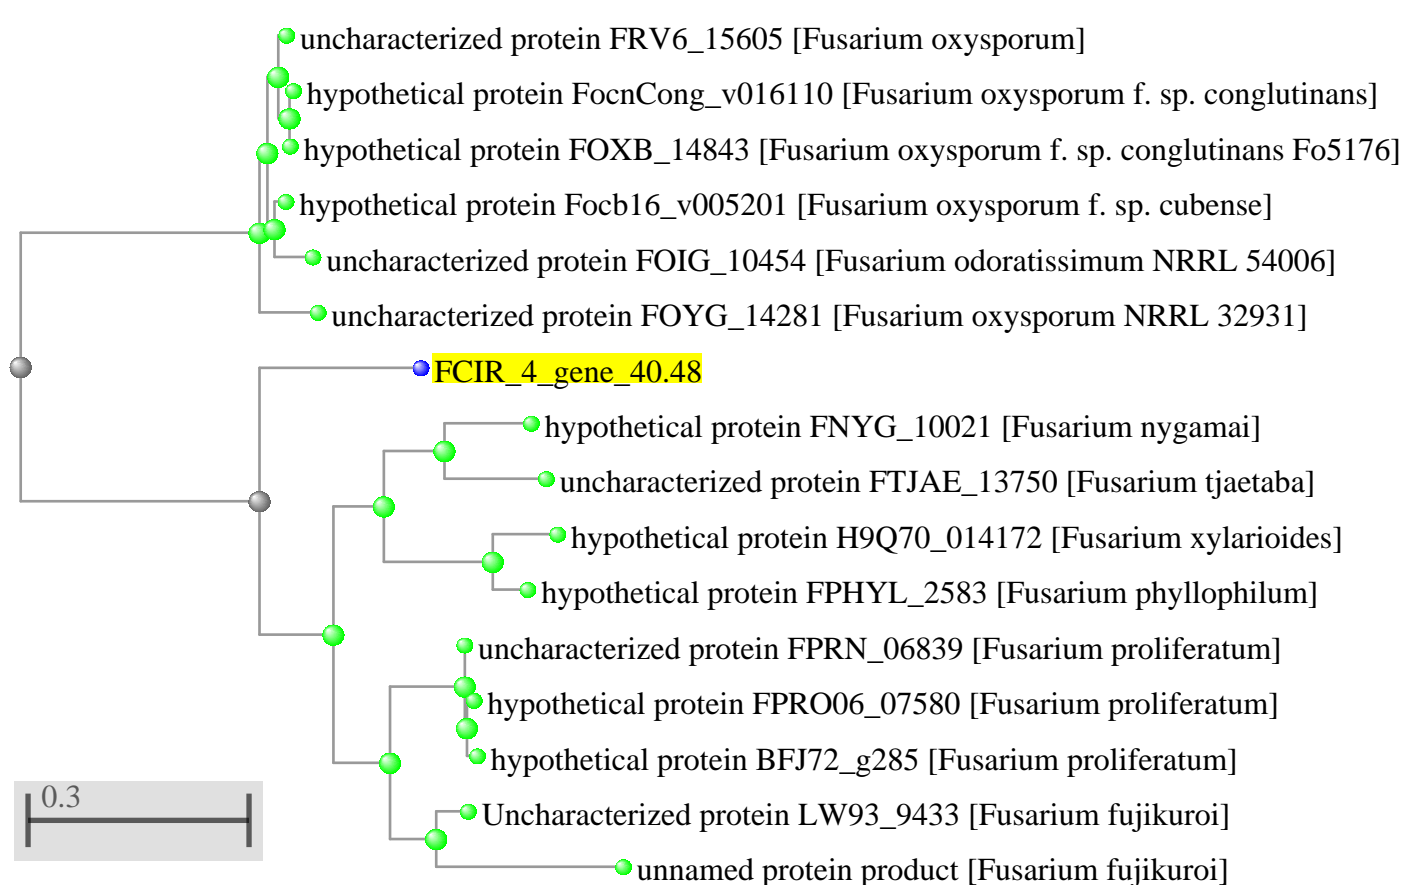 uncharacterized protein FRV6_15605 [Fusarium oxysporum]
hypothetical protein FocnCong_v016110 [Fusarium oxysporum f. sp. conglutinans]
hypothetical protein FOXB_14843 [Fusarium oxysporum f. sp. conglutinans Fo5176]
hypothetical protein Focb16_v005201 [Fusarium oxysporum f. sp. cubense]
uncharacterized protein FOIG_10454 [Fusarium odoratissimum NRRL 54006]
uncharacterized protein FOYG_14281 [Fusarium oxysporum NRRL 32931]
FCIR_4_gene_40.48
hypothetical protein FNYG_10021 [Fusarium nygamai]
uncharacterized protein FTJAE_13750 [Fusarium tjaetaba]
hypothetical protein H9Q70_014172 [Fusarium xylarioides]
hypothetical protein FPHYL_2583 [Fusarium phyllophilum]
uncharacterized protein FPRN_06839 [Fusarium proliferatum]
hypothetical protein FPRO06_07580 [Fusarium proliferatum]
hypothetical protein BFJ72_g285 [Fusarium proliferatum]
0.3
Uncharacterized protein LW93_9433 [Fusarium fujikuroi]
unnamed protein product [Fusarium fujikuroi]